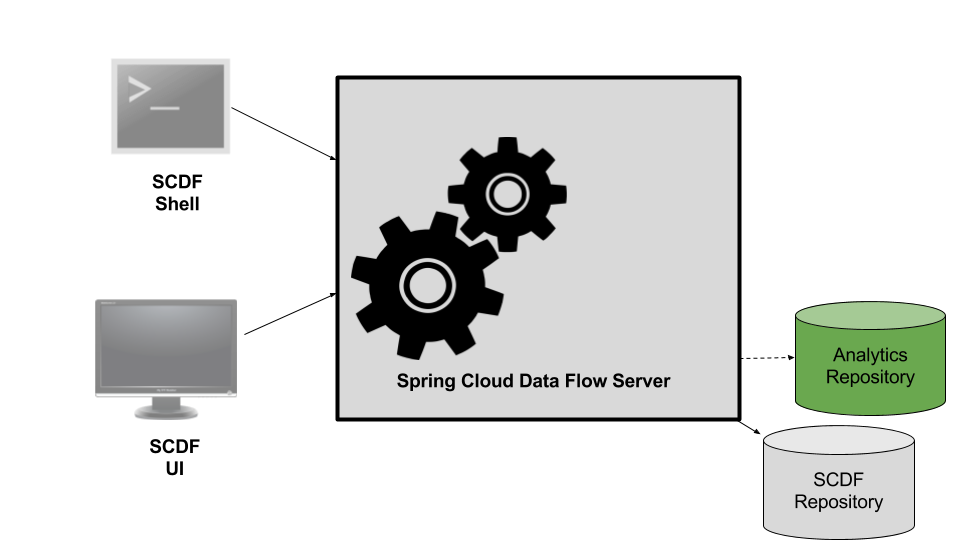 >_
SCDF
Shell
SCDF
UI
Spring Cloud Data Flow Server
Analytics
Repository
SCDF
Repository